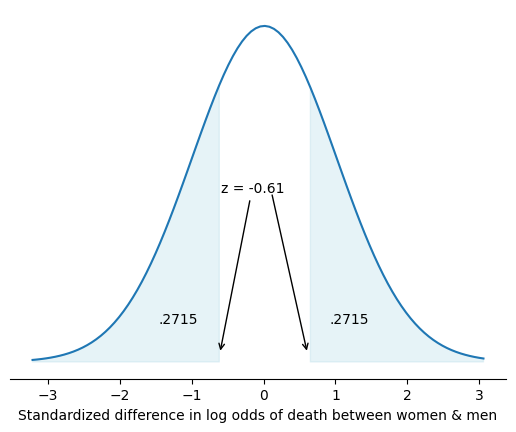 z = -0.61
.2715 .2715
−3 −2 −1 0 1 2 3
Standardized difference in log odds of death between women & men